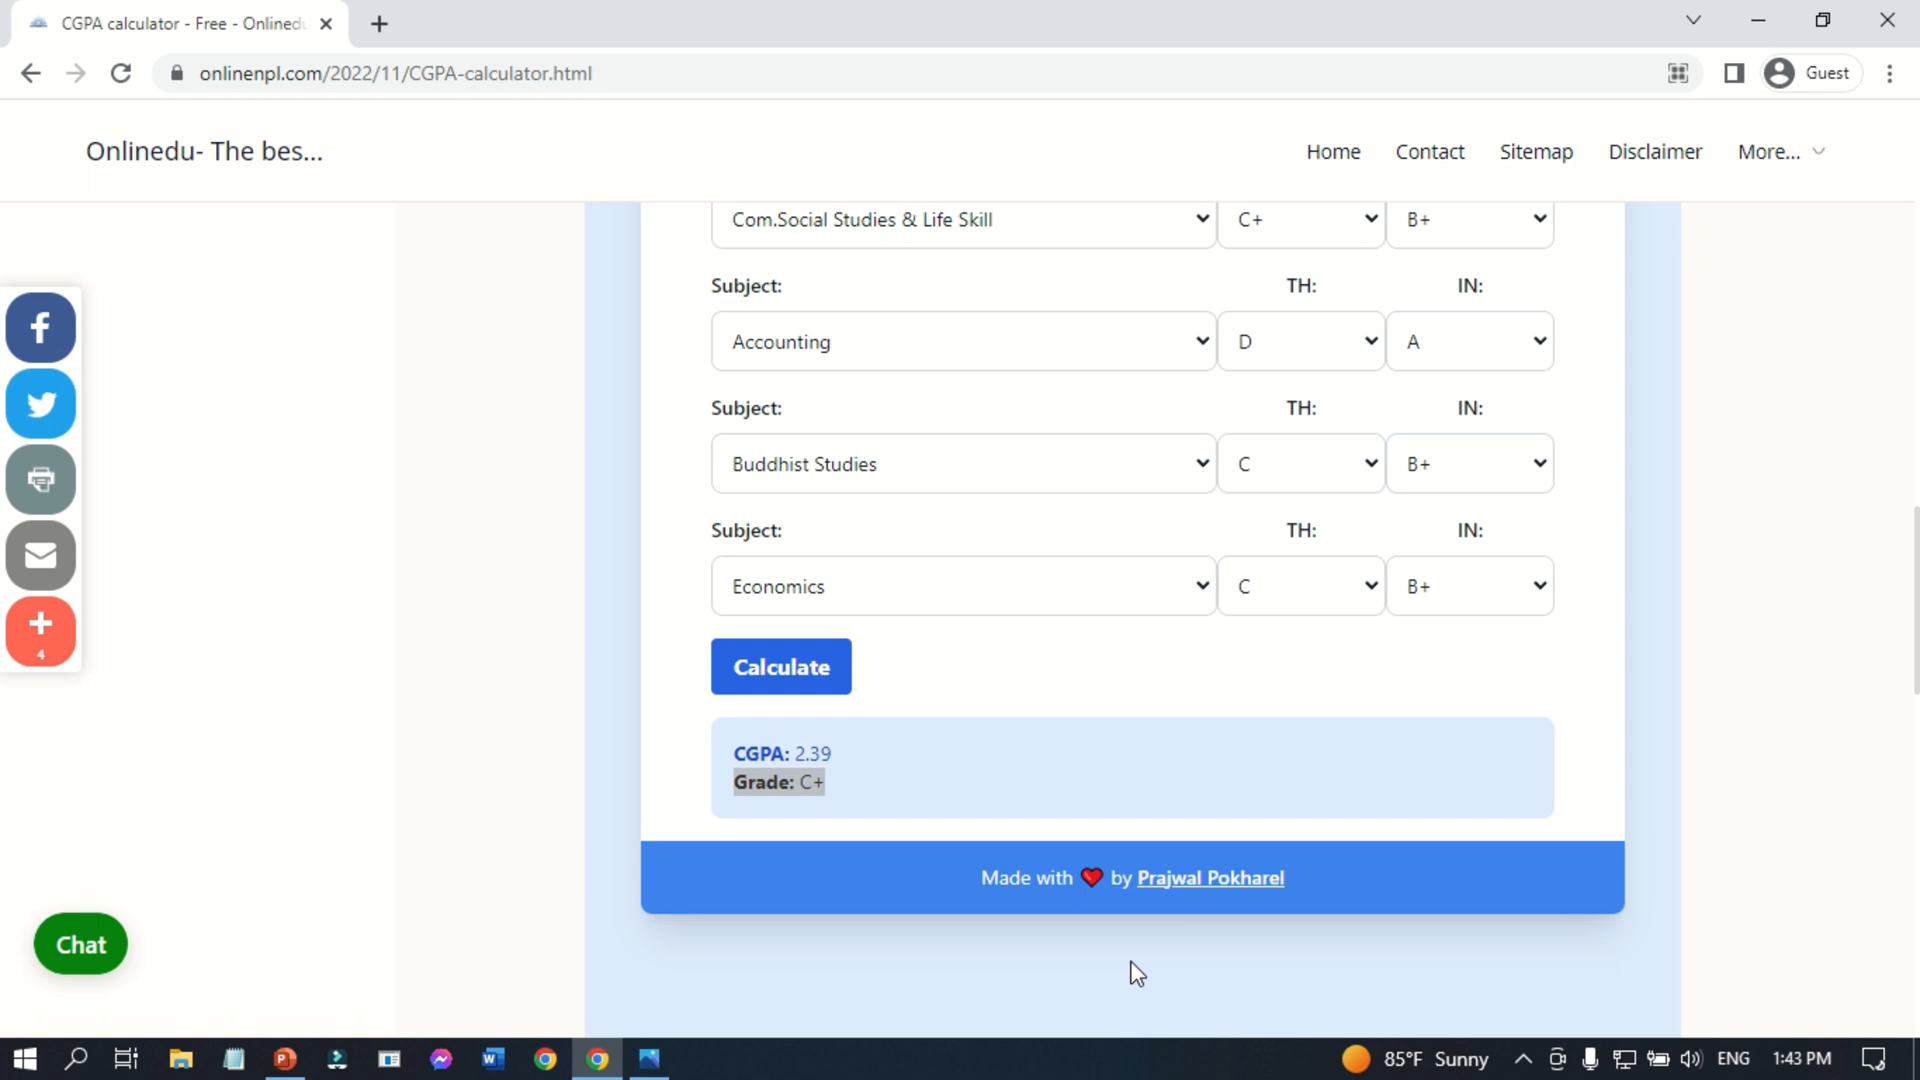 CGPA calculator - Free - Onlinedu
onlinenpl.com/2022/11/CGPA-calculator.html
Guest
Onlinedu- The bes...
Home Contact Sitemap Disclaimer More...
Com.Social Studies & Life Skill C+ B+
Subject: TH: IN:
Accounting D A
Subject: TH: IN:
Buddhist Studies C B+
Subject: TH: IN:
Economics C B+
4
Calculate
CGPA: 2.39
Grade: C+
Made with ❤ by Prajwal Pokharel
Chat
85°F Sunny ENG 1:43 PM